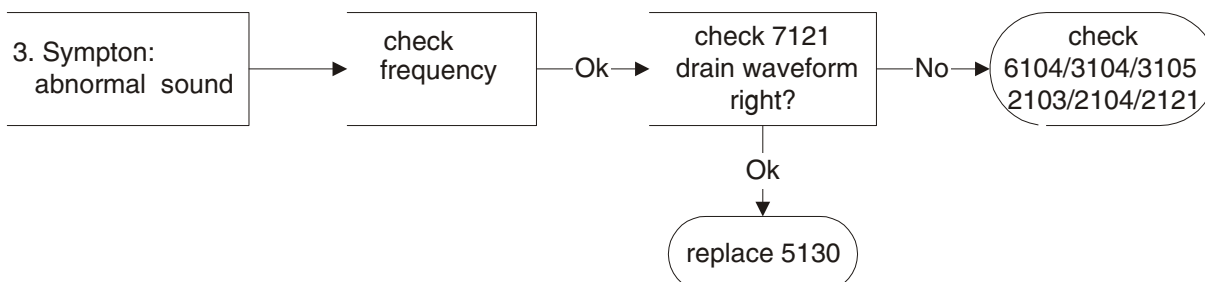 3. Sympton:
abnormal sound
check
frequency
Ok
check 7121
drain waveform
right?
No
check
6104/3104/3105
2103/2104/2121
Ok
replace 5130